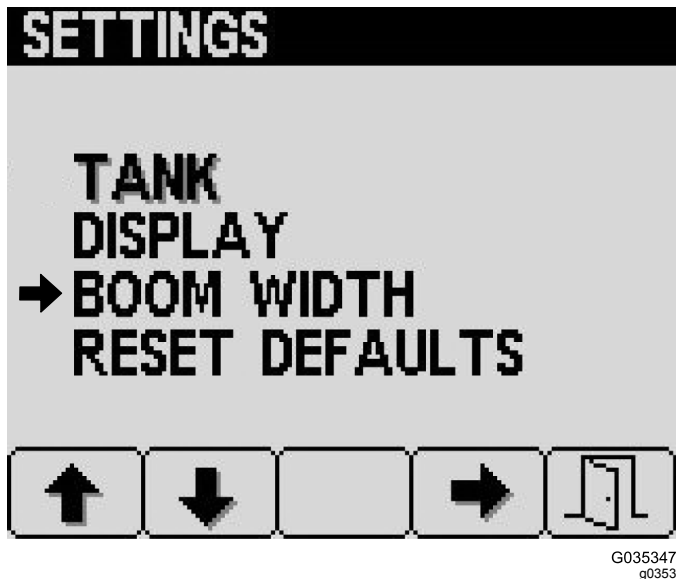 SETTINGS
TANK
DISPLAY
BOOM WIDTH
RESET DEFAULTS
G035347
g0353